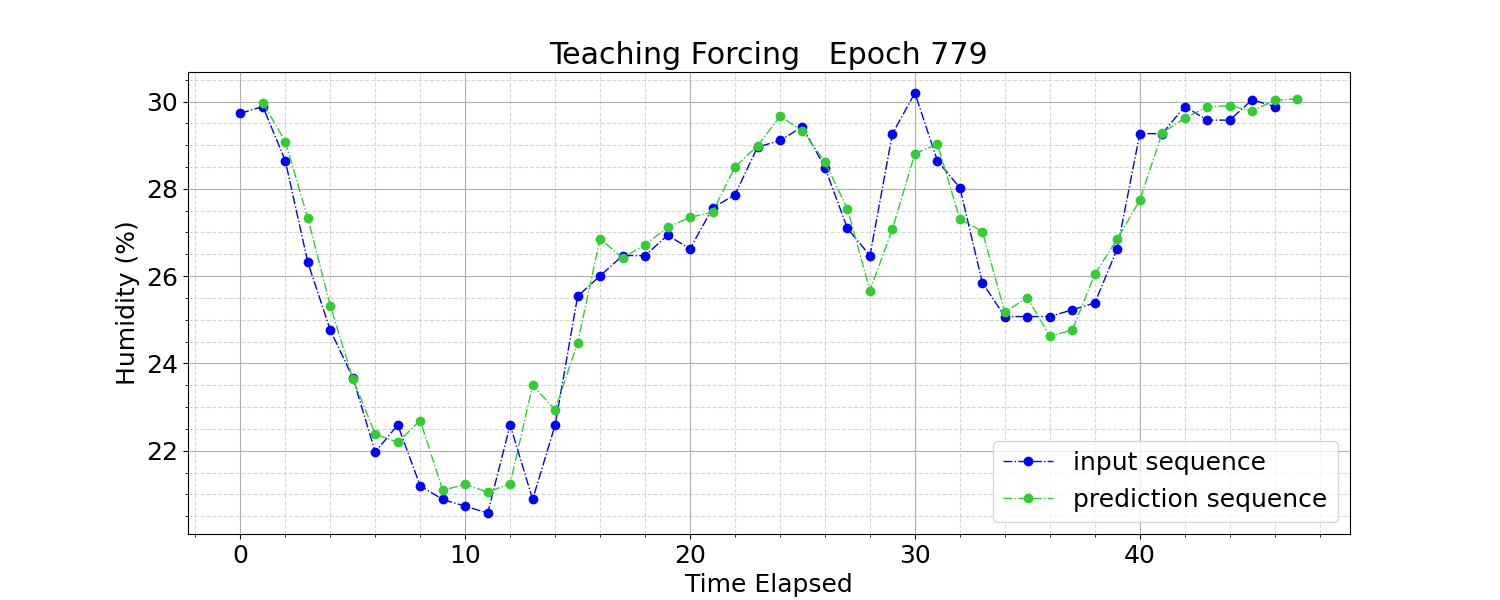 Teaching Forcing   Epoch 779
30
28
26
24
22
Humidity (%)
0 10 20 30 40
Time Elapsed
input sequence
prediction sequence